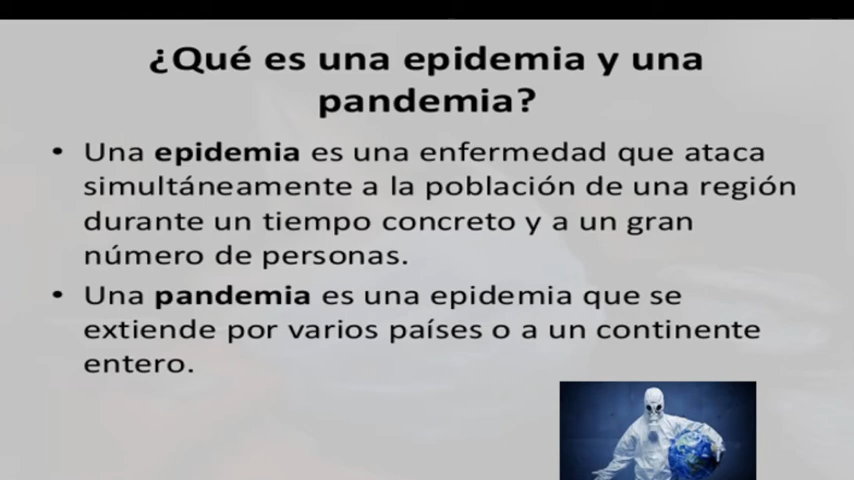 ¿Qué es una epidemia y una
pandemia?
• Una epidemia es una enfermedad que ataca
simultáneamente a la población de una región
durante un tiempo concreto y a un gran
número de personas.
• Una pandemia es una epidemia que se
extiende por varios países o a un continente
entero.